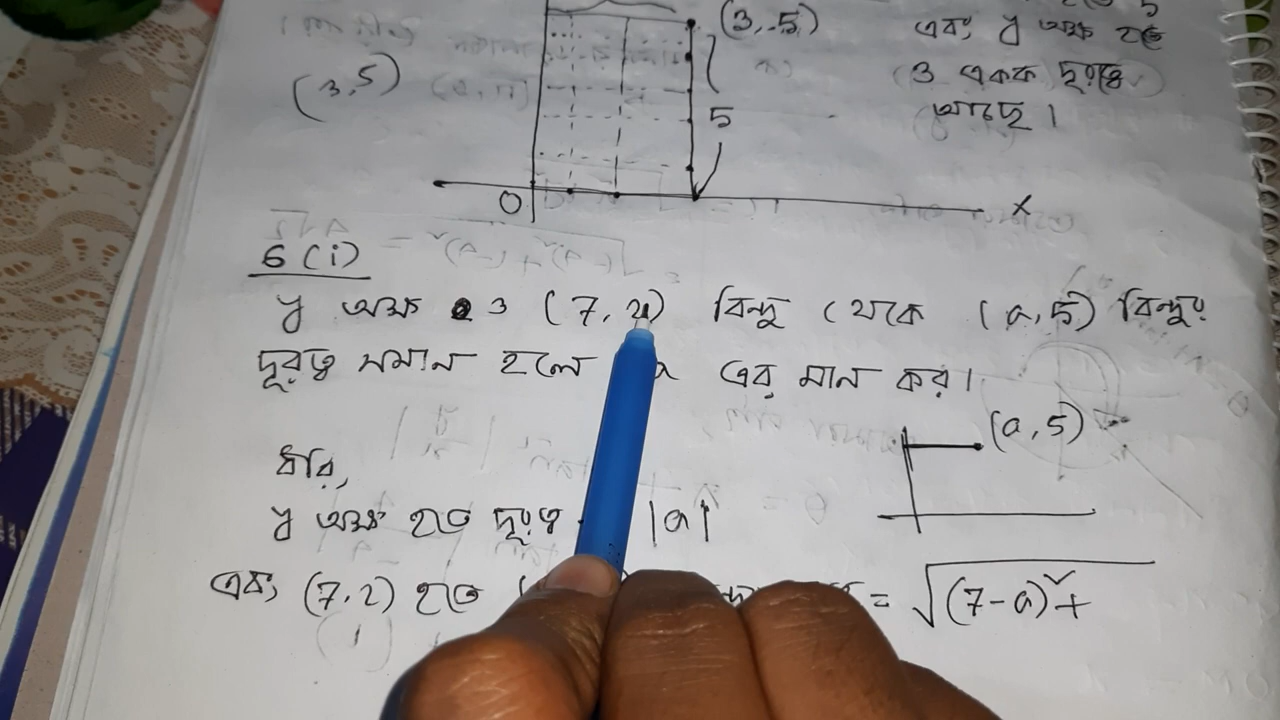 (3, 5)
এবং y অক্ষ হতে
(3, 5)
3 একক দূরত্বে
আছে।
5
O
X
6 (i)
y অক্ষ ও (7, 2) বিন্দু থেকে (a, 5) বিন্দুর
দূরত্ব সমান হলে a এর মান কর।
(a, 5)
ধরি,
y অক্ষ হতে দূরত্ব |a|
এবং (7, 2) হতে = √(7-a)² +